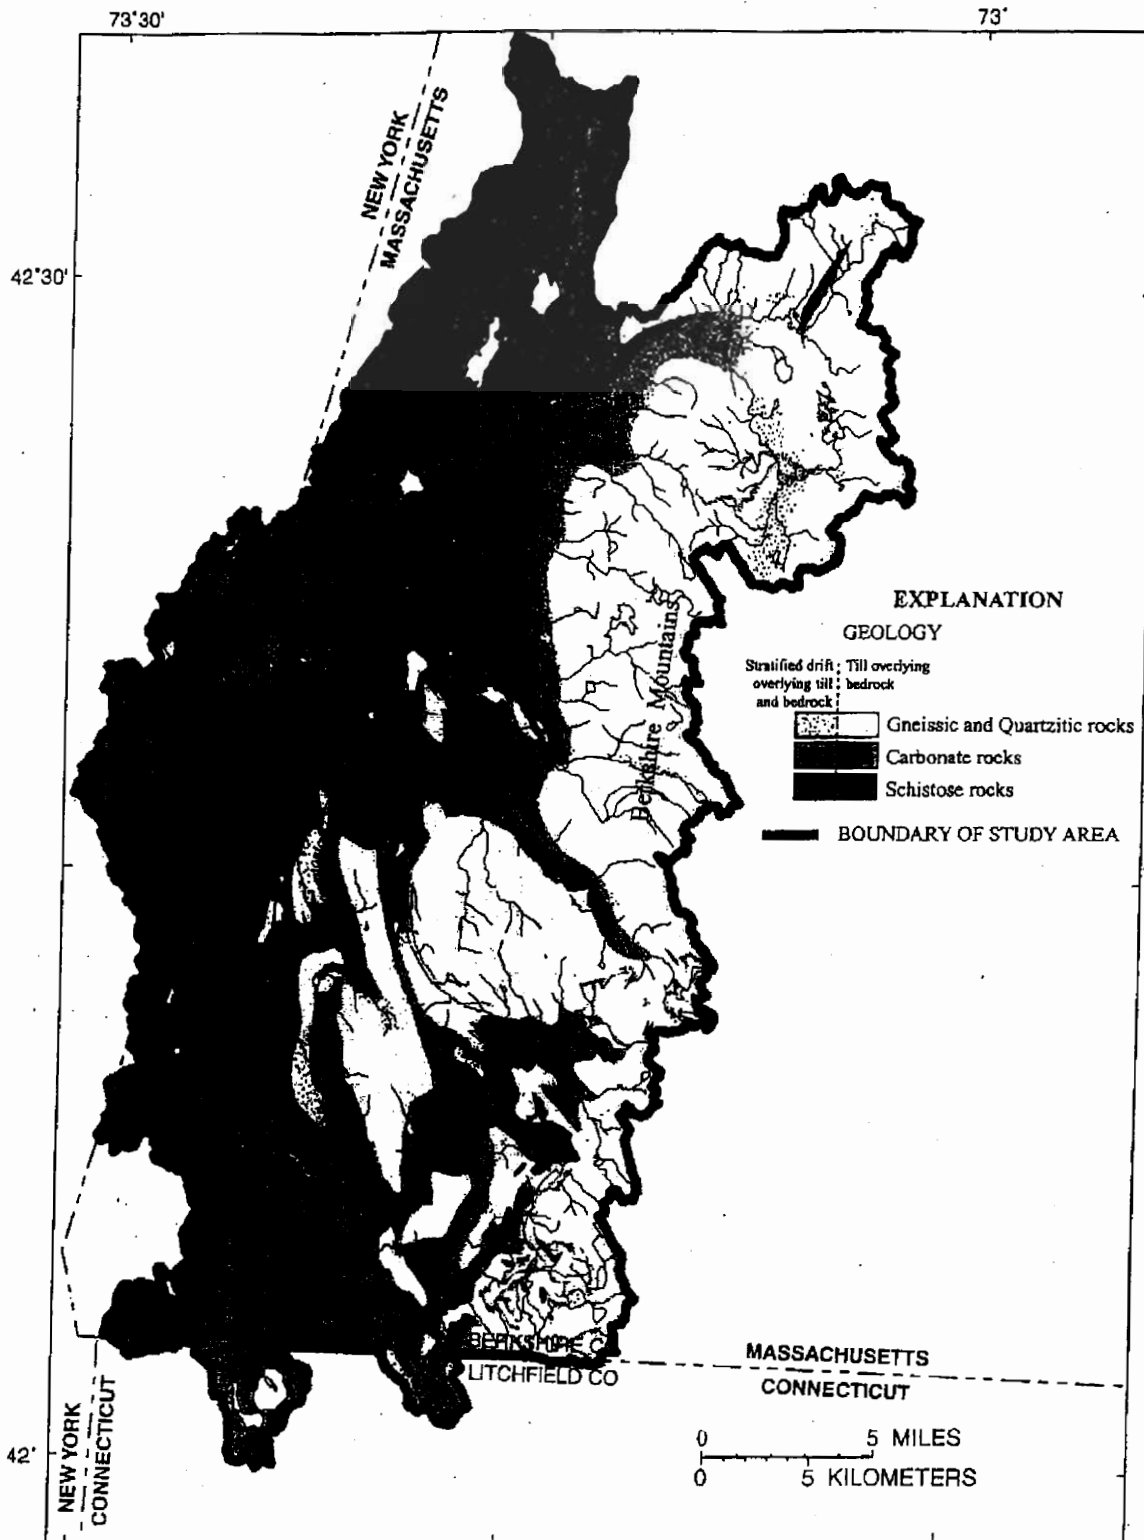 73°30'
73°
NEW YORK
MASSACHUSETTS
42°30'
Berkshire Mountains
EXPLANATION
GEOLOGY
Stratified drift
overlying till
and bedrock
Till overlying
bedrock
Gneissic and Quartzitic rocks
Carbonate rocks
Schistose rocks
BOUNDARY OF STUDY AREA
BERKSHIRE C
LITCHFIELD CO
MASSACHUSETTS
CONNECTICUT
NEW YORK
CONNECTICUT
42°
0 5 MILES
0 5 KILOMETERS